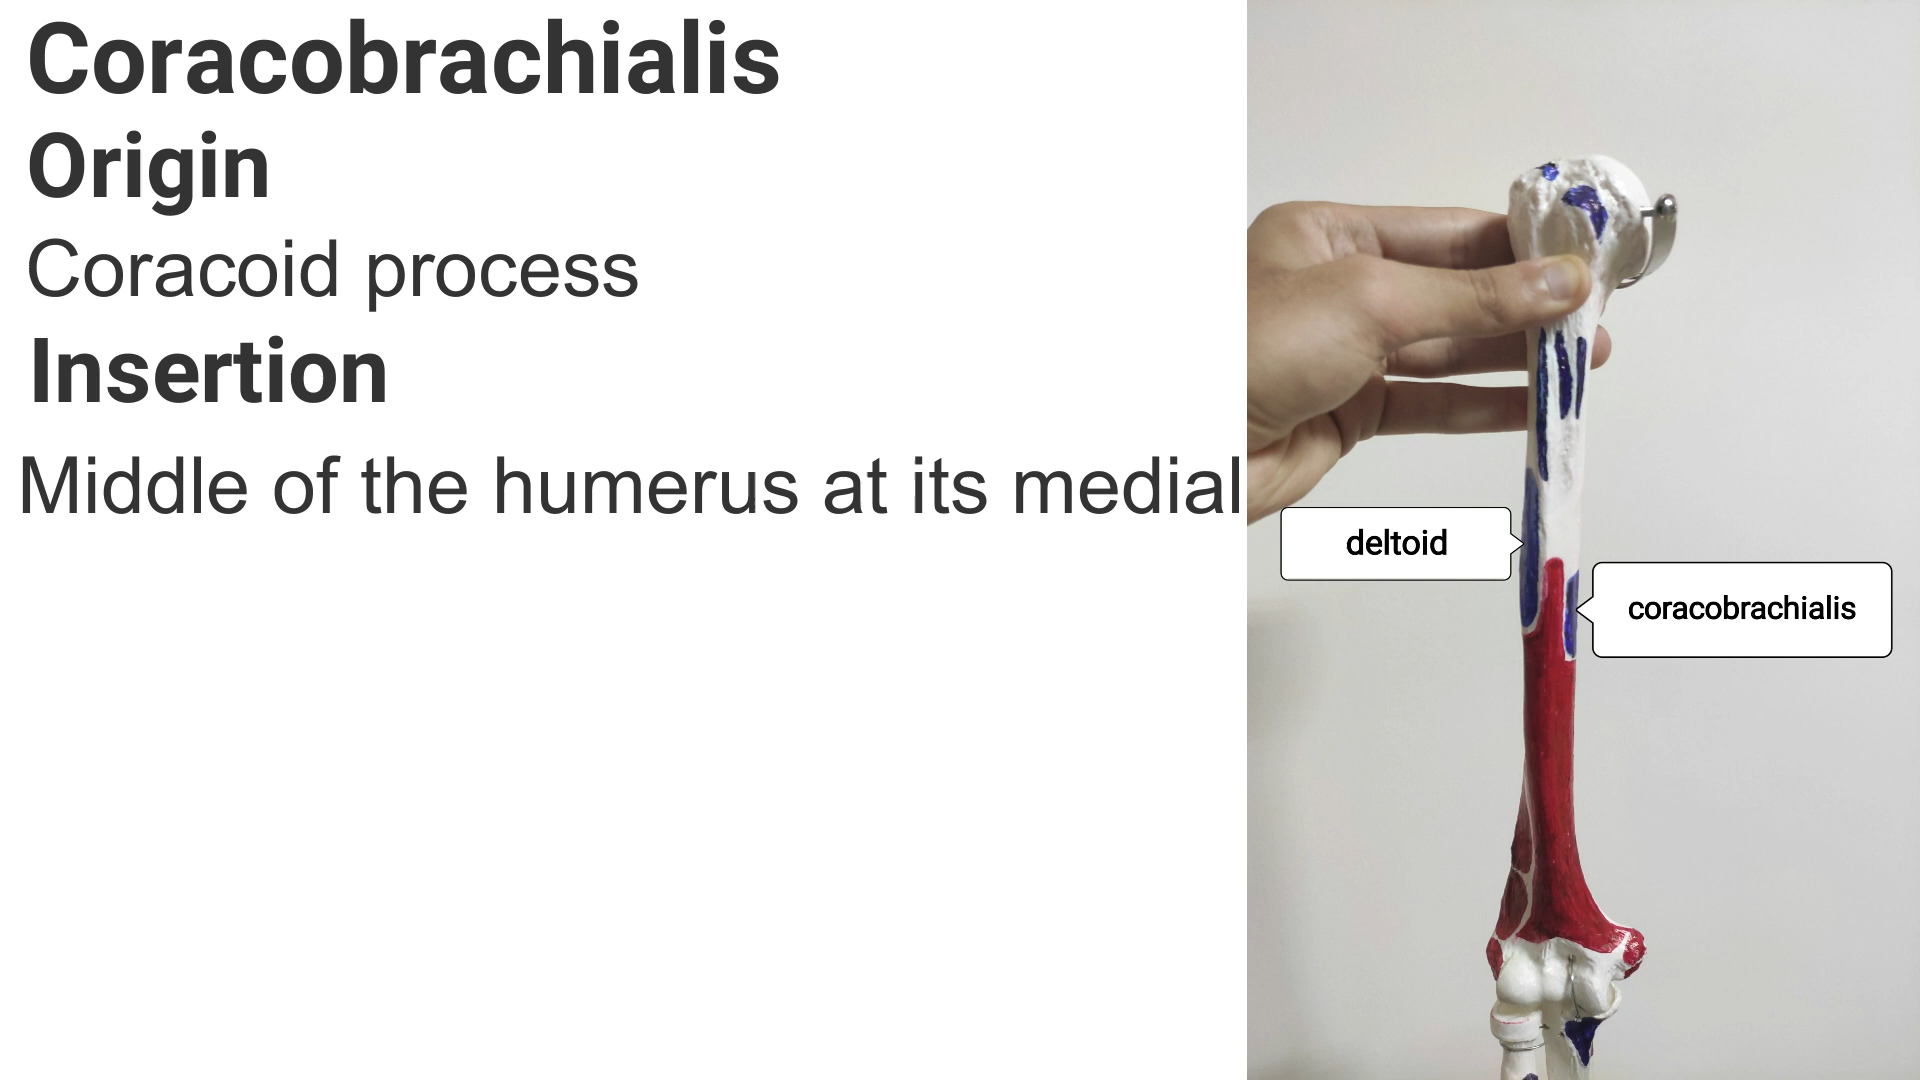 Coracobrachialis
Origin
Coracoid process
Insertion
Middle of the humerus at its medial
deltoid
coracobrachialis